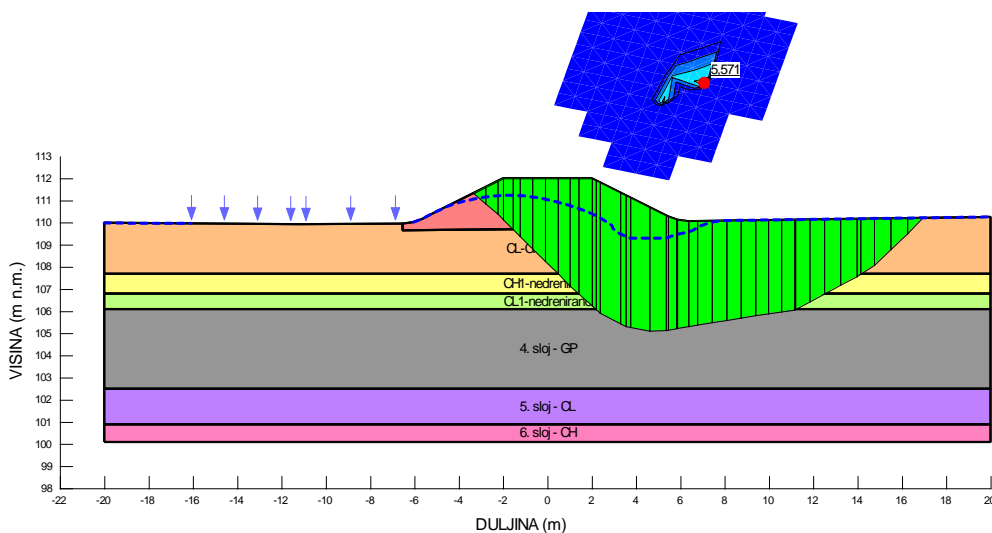 5,571
113
112
111
110
109
108
107
106
105
104
103
102
101
100
99
98
VISINA (m n.m.)
CL-C
CH1-nedreniran
CL1-nedrenirano
4. sloj - GP
5. sloj - CL
6. sloj - CH
-22 -20 -18 -16 -14 -12 -10 -8 -6 -4 -2 0 2 4 6 8 10 12 14 16 18 20
DULJINA (m)